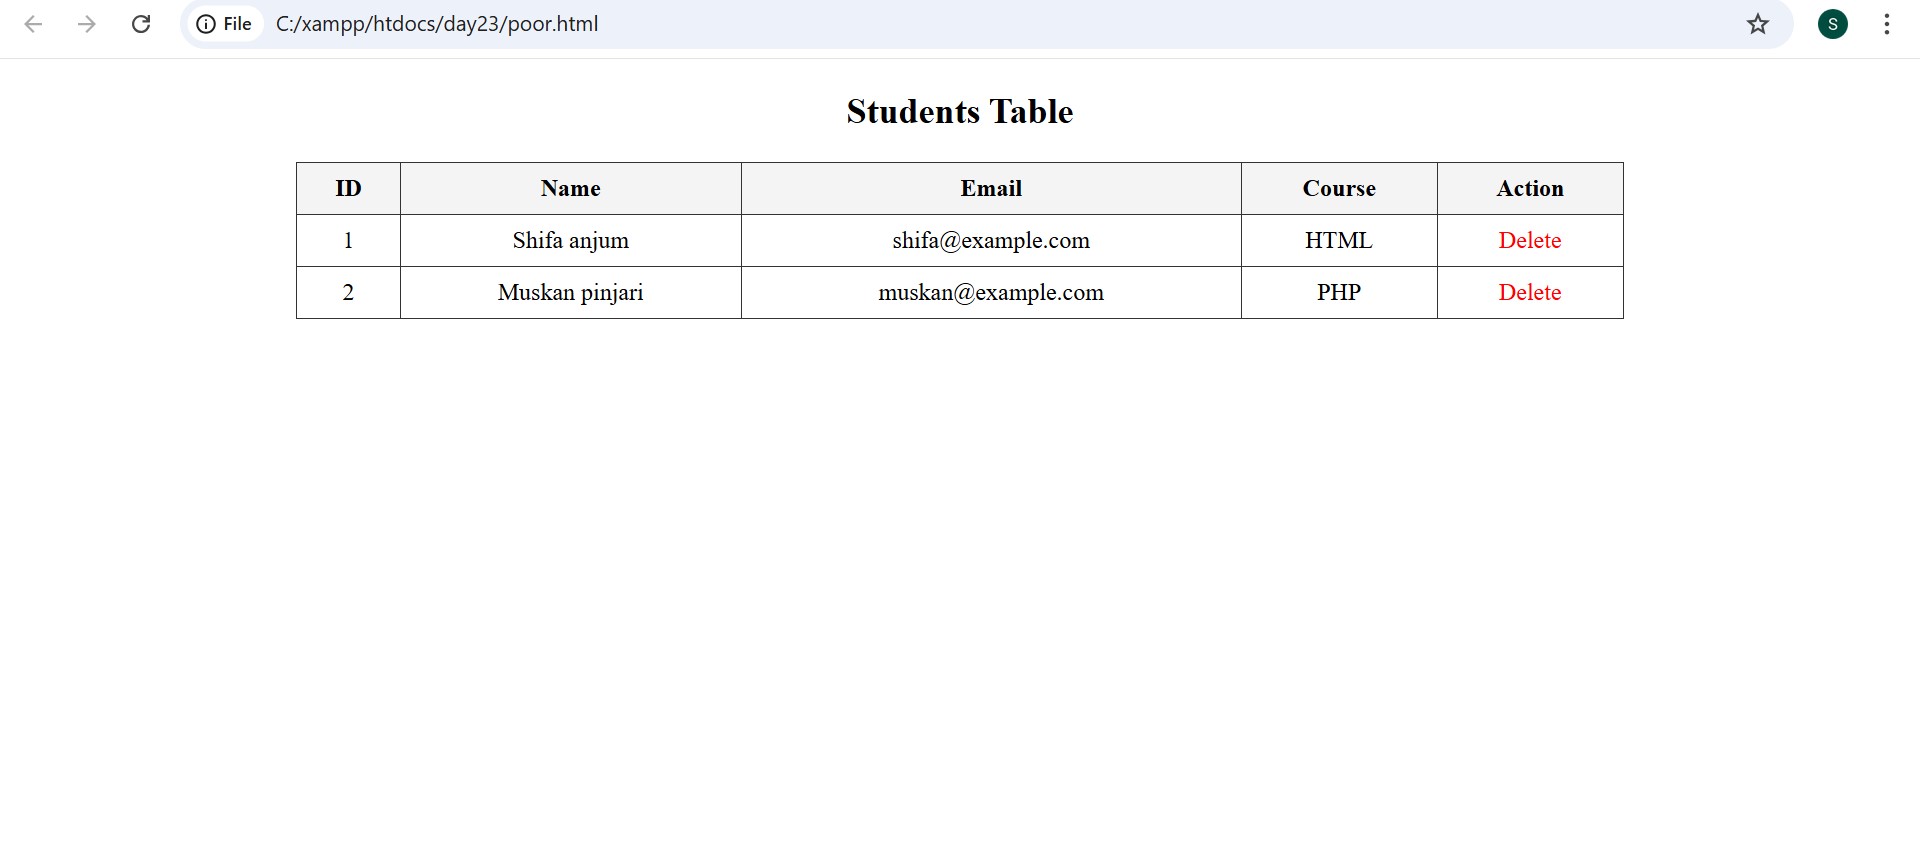 File C:/xampp/htdocs/day23/poor.html S
Students Table
ID Name Email Course Action
1 Shifa anjum shifa@example.com HTML Delete
2 Muskan pinjari muskan@example.com PHP Delete